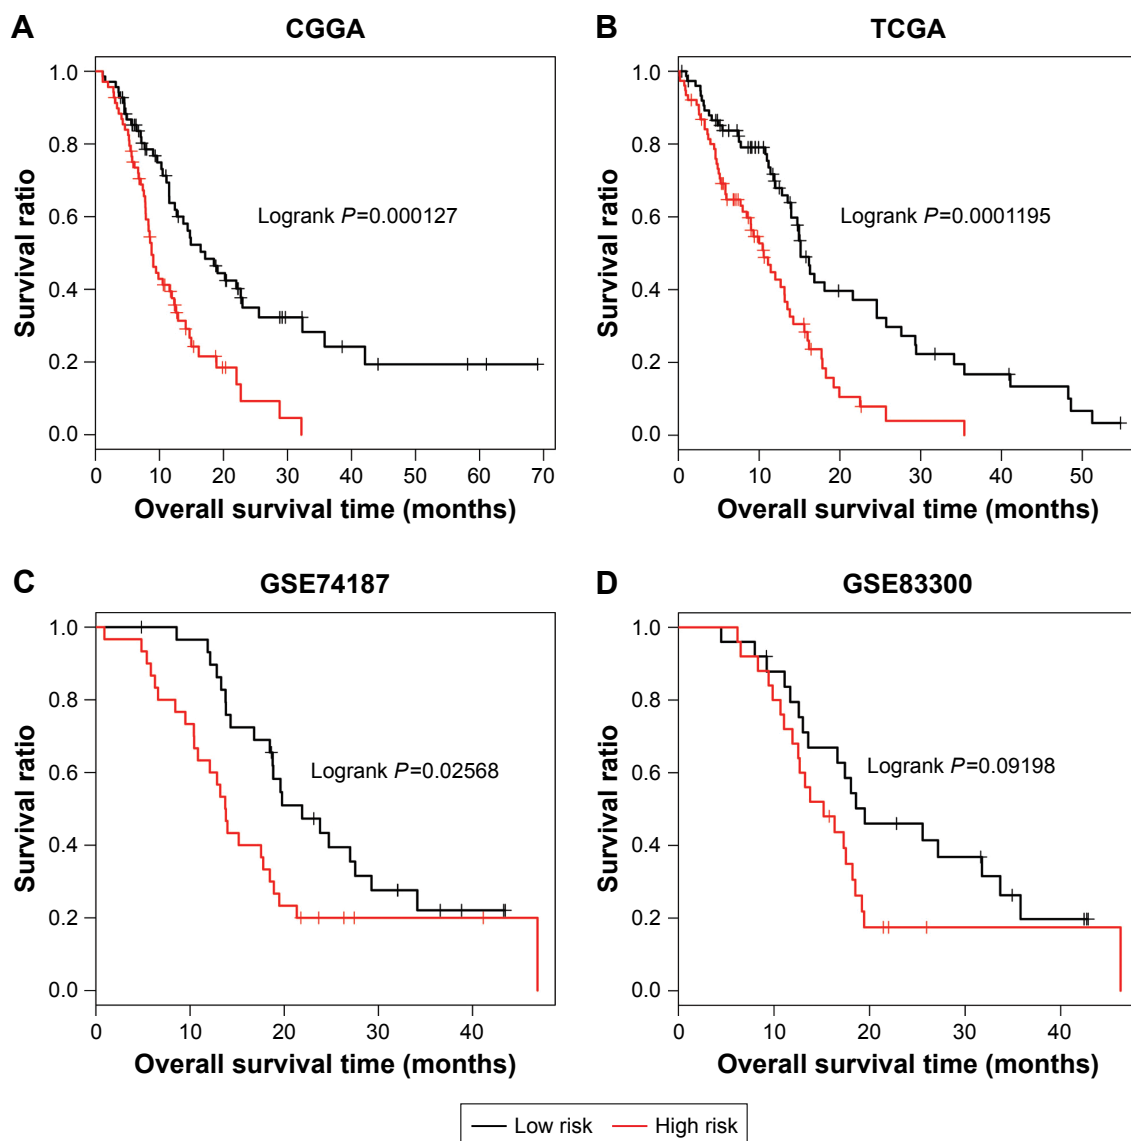 A
CGGA
Survival ratio
1.0
0.8
0.6
0.4
0.2
0.0
Logrank P=0.000127
0 10 20 30 40 50 60 70
Overall survival time (months)
B
TCGA
Survival ratio
1.0
0.8
0.6
0.4
0.2
0.0
Logrank P=0.0001195
0 10 20 30 40 50
Overall survival time (months)
C
GSE74187
Survival ratio
1.0
0.8
0.6
0.4
0.2
0.0
Logrank P=0.02568
0 10 20 30 40
Overall survival time (months)
D
GSE83300
Survival ratio
1.0
0.8
0.6
0.4
0.2
0.0
Logrank P=0.09198
0 10 20 30 40
Overall survival time (months)
Low risk High risk